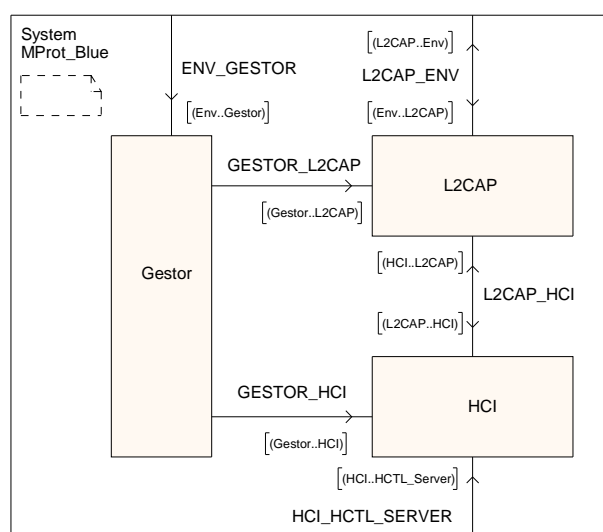 System
MProt_Blue
[(L2CAP..Env)]
ENV_GESTOR
L2CAP_ENV
[(Env..Gestor)]
[(Env..L2CAP)]
GESTOR_L2CAP
L2CAP
[(Gestor..L2CAP)]
[(HCI..L2CAP)]
Gestor
L2CAP_HCI
[(L2CAP..HCI)]
GESTOR_HCI
HCI
[(Gestor..HCI)]
[(HCI..HCTL_Server)]
HCI_HCTL_SERVER